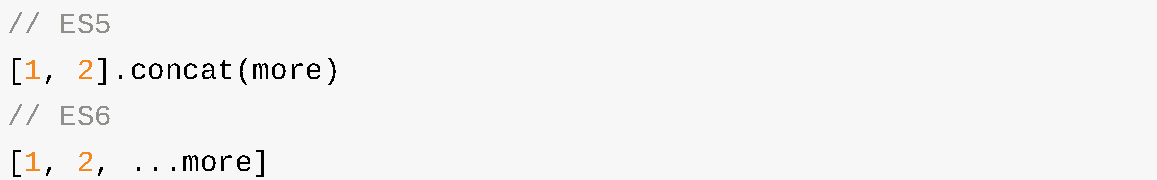 // ES5
[1, 2].concat(more)
// ES6
[1, 2, ...more]